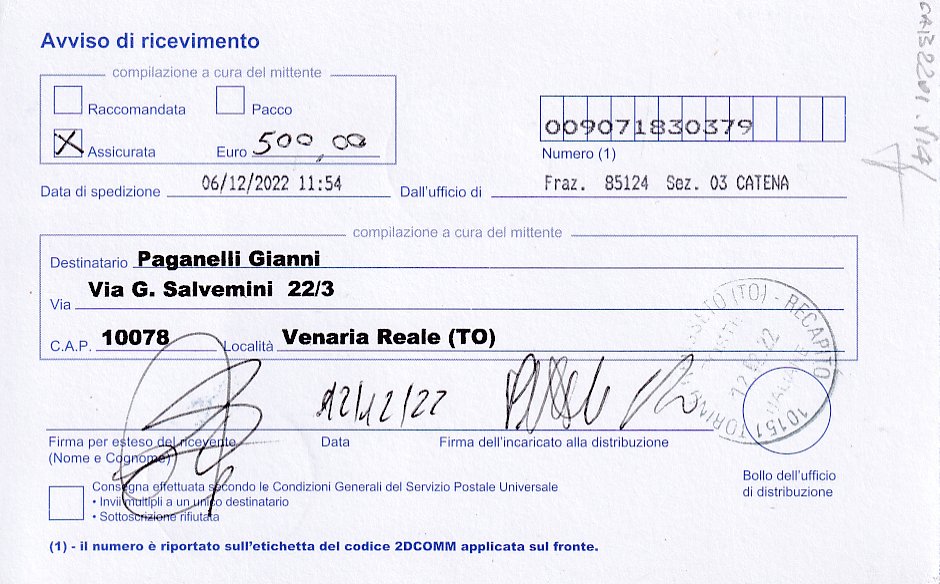 Avviso di ricevimento
compilazione a cura del mittente
Raccomandata Pacco
X Assicurata Euro 500,00
009071830379
Numero (1)
Data di spedizione 06/12/2022 11:54 Dall'ufficio di Fraz. 85124 Sez. 03 CATENA
compilazione a cura del mittente
Destinatario Paganelli Gianni
Via Via G. Salvemini 22/3
C.A.P. 10078 Località Venaria Reale (TO)
12/12/22
Firma per esteso del ricevente Data Firma dell'incaricato alla distribuzione
(Nome e Cognome)
(TO) - RECAPITO
10151
TORINO
Bollo dell'ufficio
di distribuzione
Consegna effettuata secondo le Condizioni Generali del Servizio Postale Universale
• Invii multipli a un unico destinatario
• Sottoscrizione rifiutata
(1) - il numero è riportato sull'etichetta del codice 2DCOMM applicata sul fronte.